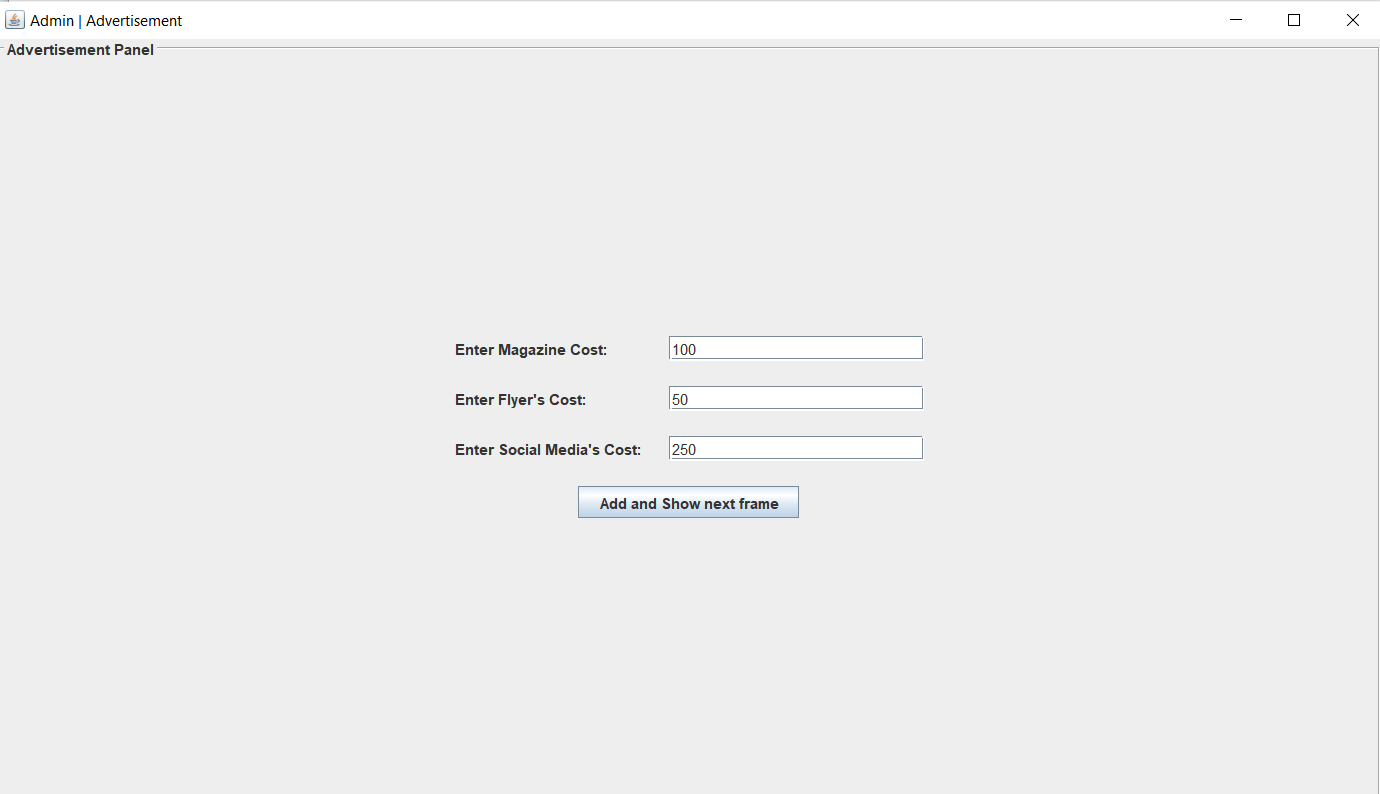 Admin | Advertisement
Advertisement Panel
Enter Magazine Cost: 100
Enter Flyer's Cost: 50
Enter Social Media's Cost: 250
Add and Show next frame